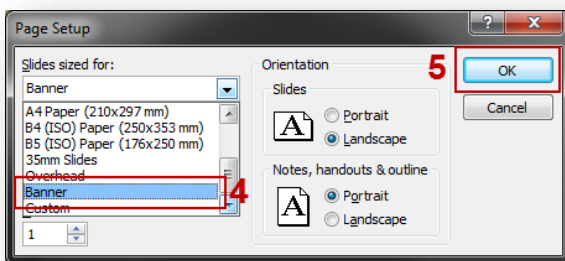 Page Setup
?
X
Slides sized for:
Banner
A4 Paper (210x297 mm)
B4 (ISO) Paper (250x353 mm)
B5 (ISO) Paper (176x250 mm)
35mm Slides
Overhead
Banner
Custom
4
1
Orientation
Slides
A
Portrait
Landscape
Notes, handouts & outline
A
Portrait
Landscape
5
OK
Cancel